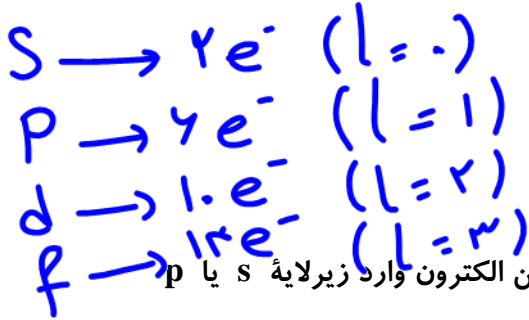 S → ۲e⁻ (l = ۰)
P → ۶e⁻ (l = ۱)
d → ۱۰e⁻ (l = ۲)
f → ۱۴e⁻ (l = ۳)
ن الکترون وارد زیرلایهٔ s یا p